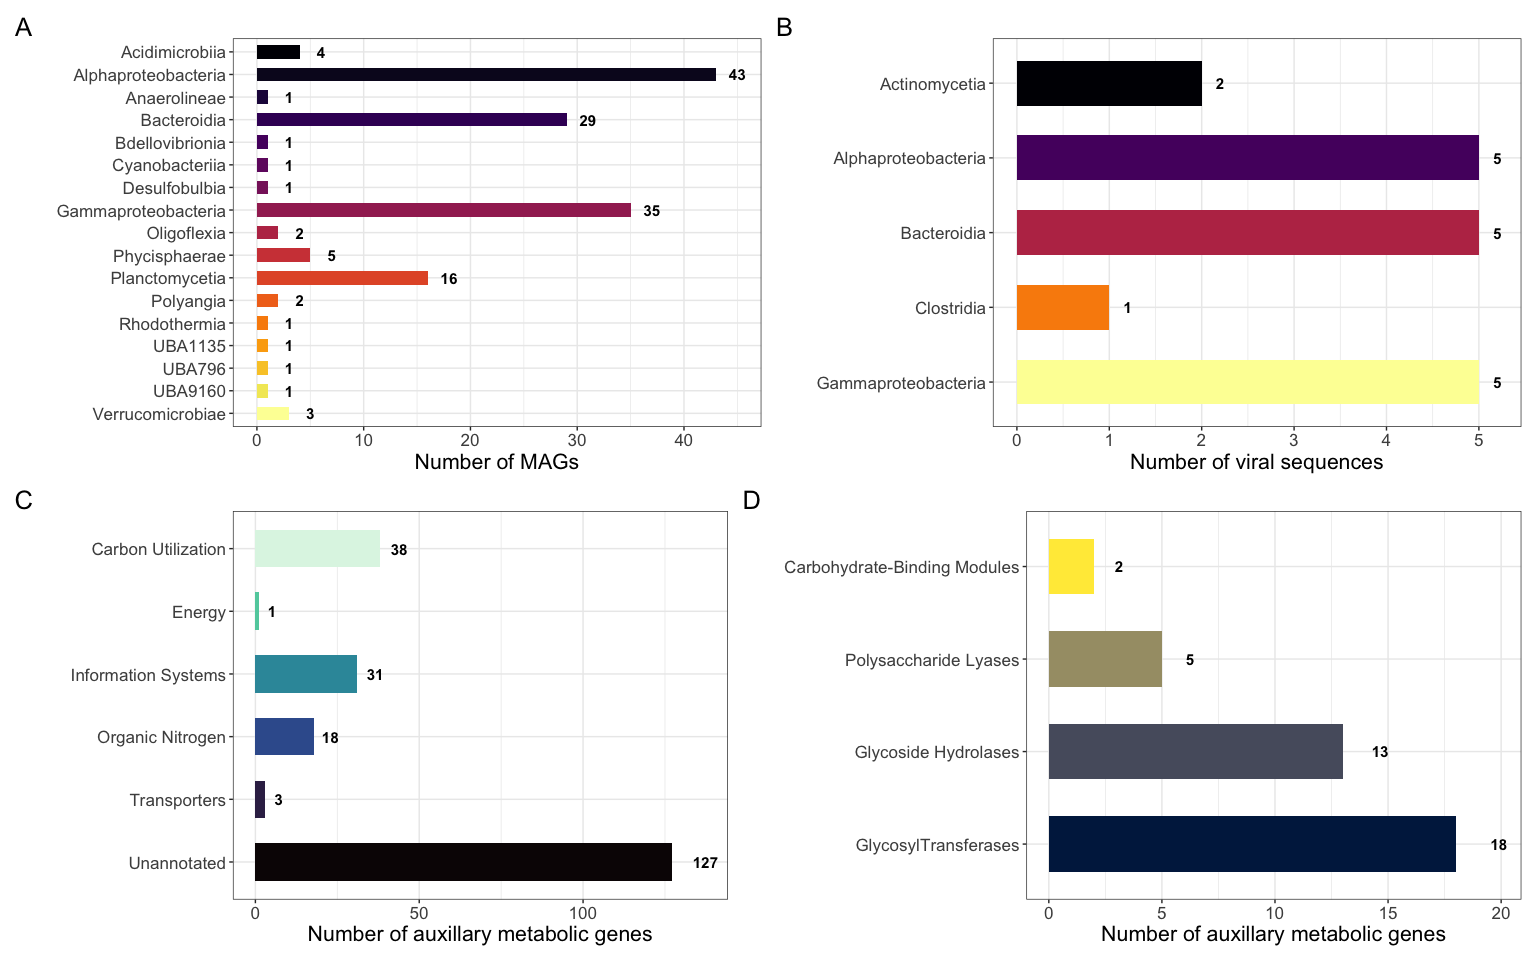 A
Acidimicrobiia 4
Alphaproteobacteria 43
Anaerolineae 1
Bacteroidia 29
Bdellovibrionia 1
Cyanobacteriia 1
Desulfobulbia 1
Gammaproteobacteria 35
Oligoflexia 2
Phycisphaerae 5
Planctomycetia 16
Polyangia 2
Rhodothermia 1
UBA1135 1
UBA796 1
UBA9160 1
Verrucomicrobiae 3
0 10 20 30 40
Number of MAGs
B
Actinomycetia 2
Alphaproteobacteria 5
Bacteroidia 5
Clostridia 1
Gammaproteobacteria 5
0 1 2 3 4 5
Number of viral sequences
C
Carbon Utilization 38
Energy 1
Information Systems 31
Organic Nitrogen 18
Transporters 3
Unannotated 127
0 50 100
Number of auxillary metabolic genes
D
Carbohydrate-Binding Modules 2
Polysaccharide Lyases 5
Glycoside Hydrolases 13
GlycosylTransferases 18
0 5 10 15 20
Number of auxillary metabolic genes